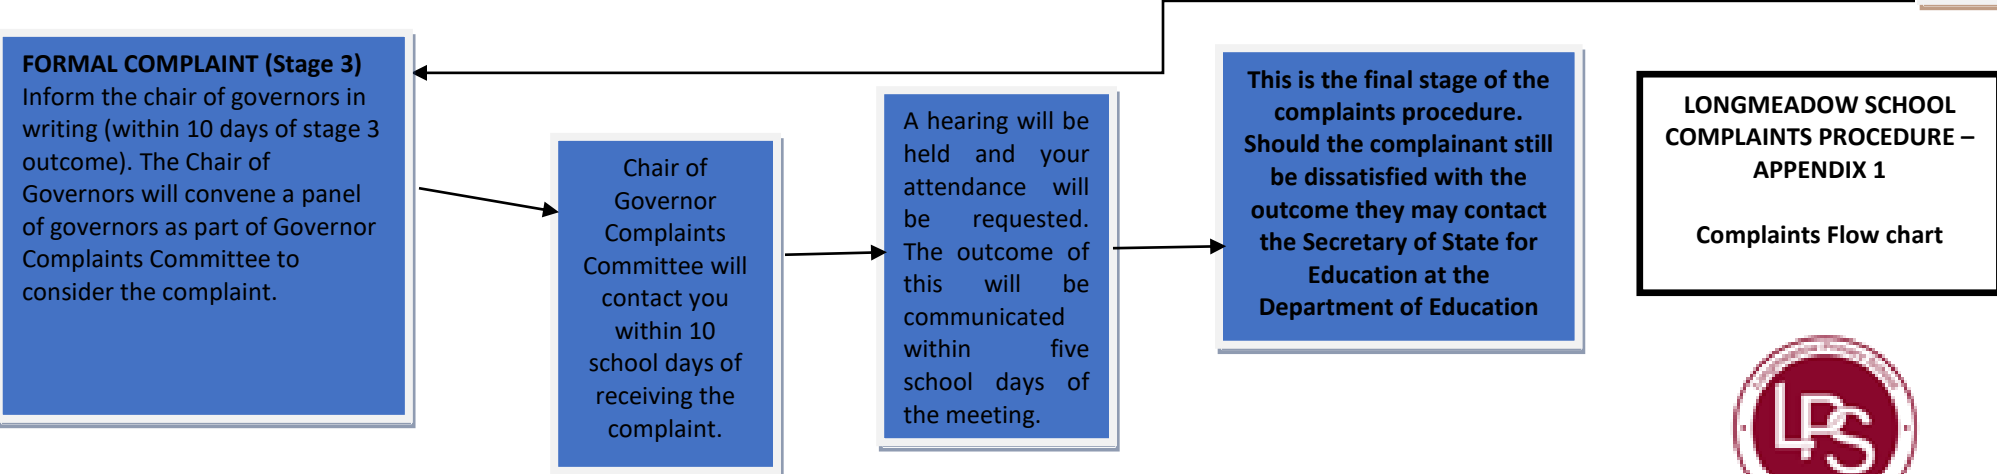 FORMAL COMPLAINT (Stage 3)
Inform the chair of governors in
writing (within 10 days of stage 3
outcome). The Chair of
Governors will convene a panel
of governors as part of Governor
Complaints Committee to
consider the complaint.
Chair of
Governor
Complaints
Committee will
contact you
within 10
school days of
receiving the
complaint.
A hearing will be
held and your
attendance will
be requested.
The outcome of
this will be
communicated
within five
school days of
the meeting.
This is the final stage of the
complaints procedure.
Should the complainant still
be dissatisfied with the
outcome they may contact
the Secretary of State for
Education at the
Department of Education
LONGMEADOW SCHOOL
COMPLAINTS PROCEDURE –
APPENDIX 1
Complaints Flow chart
LPS